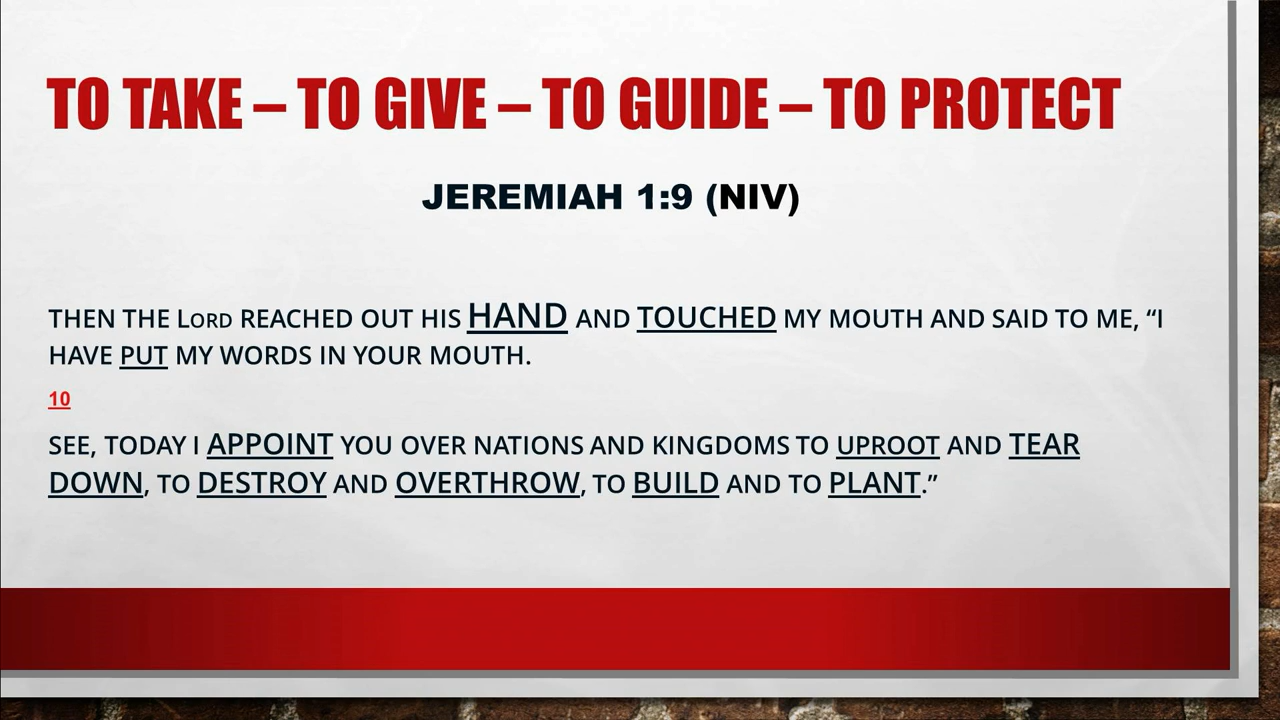 TO TAKE – TO GIVE – TO GUIDE – TO PROTECT
JEREMIAH 1:9 (NIV)
THEN THE LORD REACHED OUT HIS HAND AND TOUCHED MY MOUTH AND SAID TO ME, “I
HAVE PUT MY WORDS IN YOUR MOUTH.
10
SEE, TODAY I APPOINT YOU OVER NATIONS AND KINGDOMS TO UPROOT AND TEAR
DOWN, TO DESTROY AND OVERTHROW, TO BUILD AND TO PLANT.”